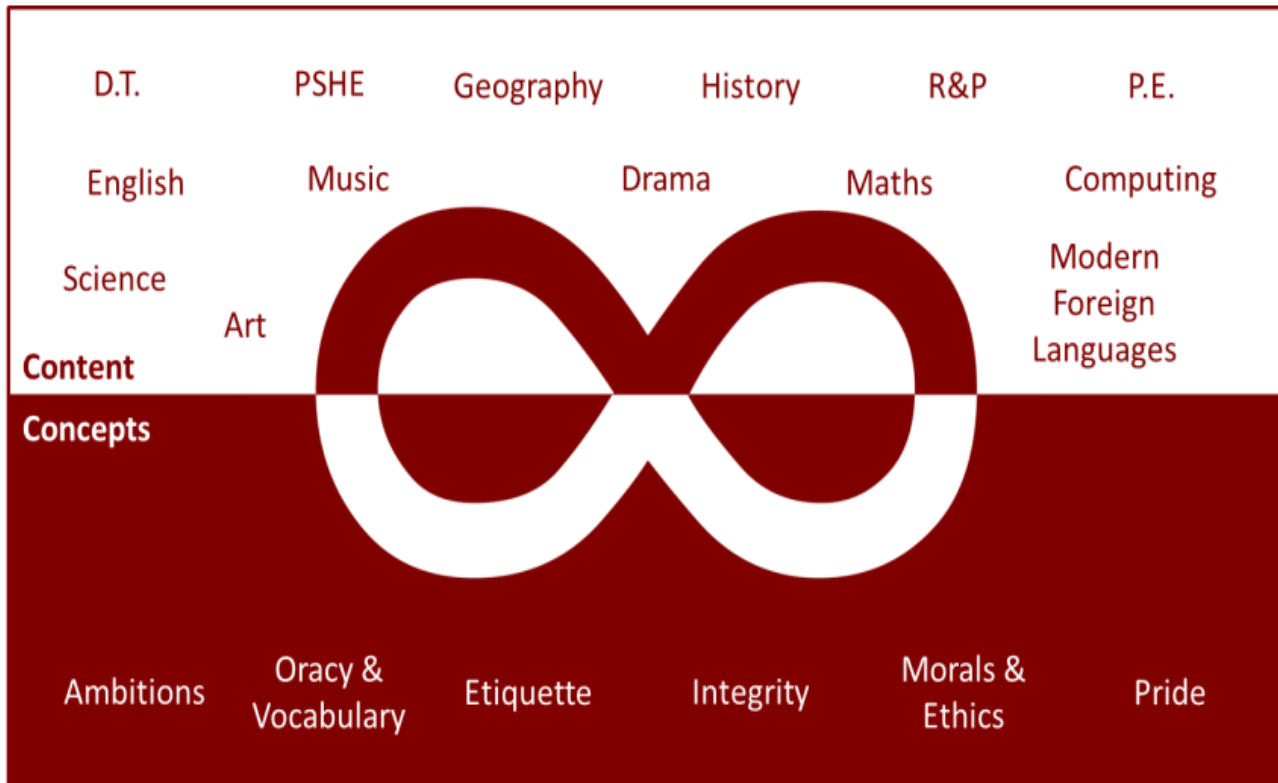 D.T. PSHE Geography History R&P P.E.
English Music Drama Maths Computing
Science
Modern
Foreign
Languages
Art
Content
Concepts
Ambitions
Oracy &
Vocabulary
Etiquette
Integrity
Morals &
Ethics
Pride